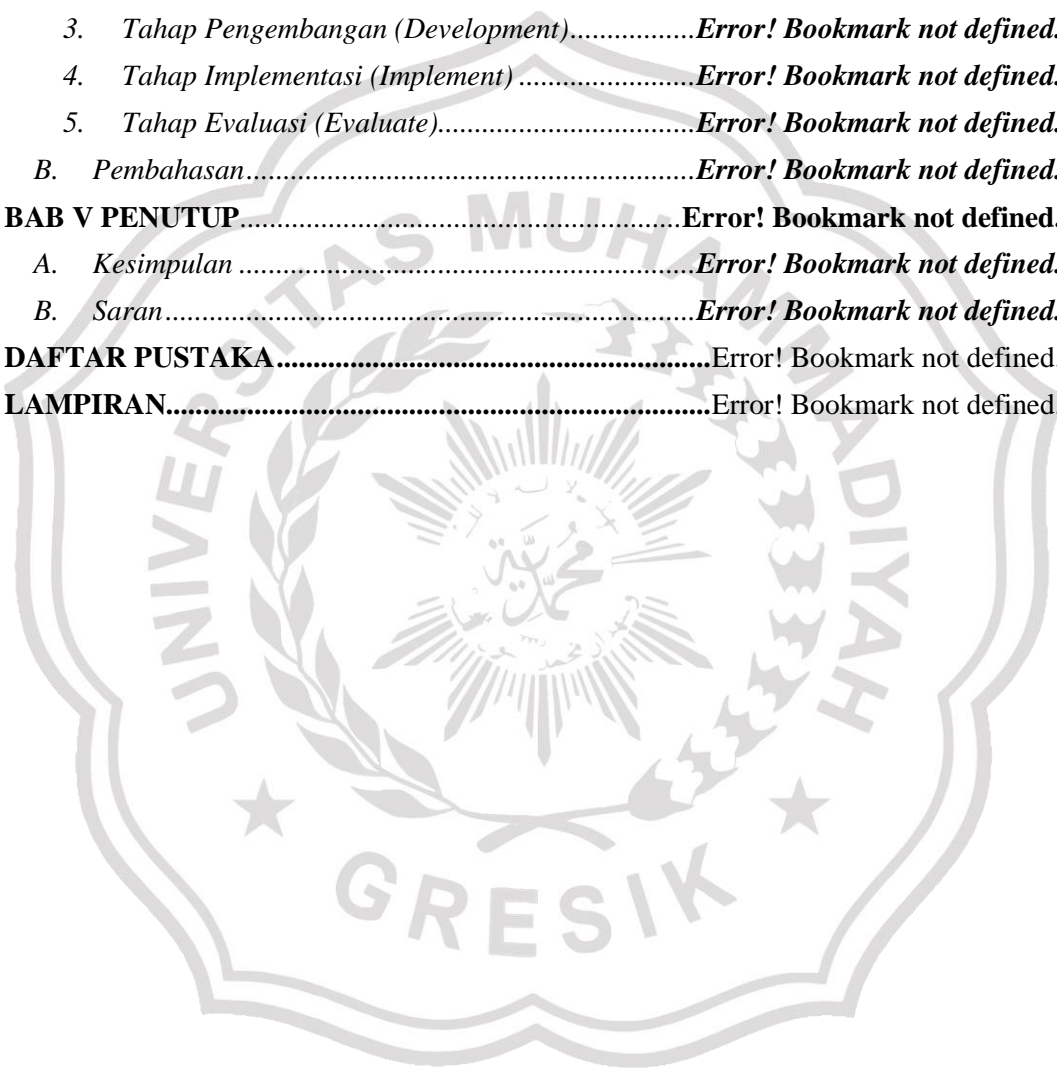 3. Tahap Pengembangan (Development).................Error! Bookmark not defined.
4. Tahap Implementasi (Implement) ........................Error! Bookmark not defined.
5. Tahap Evaluasi (Evaluate)...................................Error! Bookmark not defined.
B. Pembahasan.............................................................Error! Bookmark not defined.
BAB V PENUTUP............................................................Error! Bookmark not defined.
A. Kesimpulan ..............................................................Error! Bookmark not defined.
B. Saran........................................................................Error! Bookmark not defined.
DAFTAR PUSTAKA...........................................................Error! Bookmark not defined.
LAMPIRAN.........................................................................Error! Bookmark not defined.
UNIVERSITAS MUHAMMADIYAH
محمدية
GRESIK